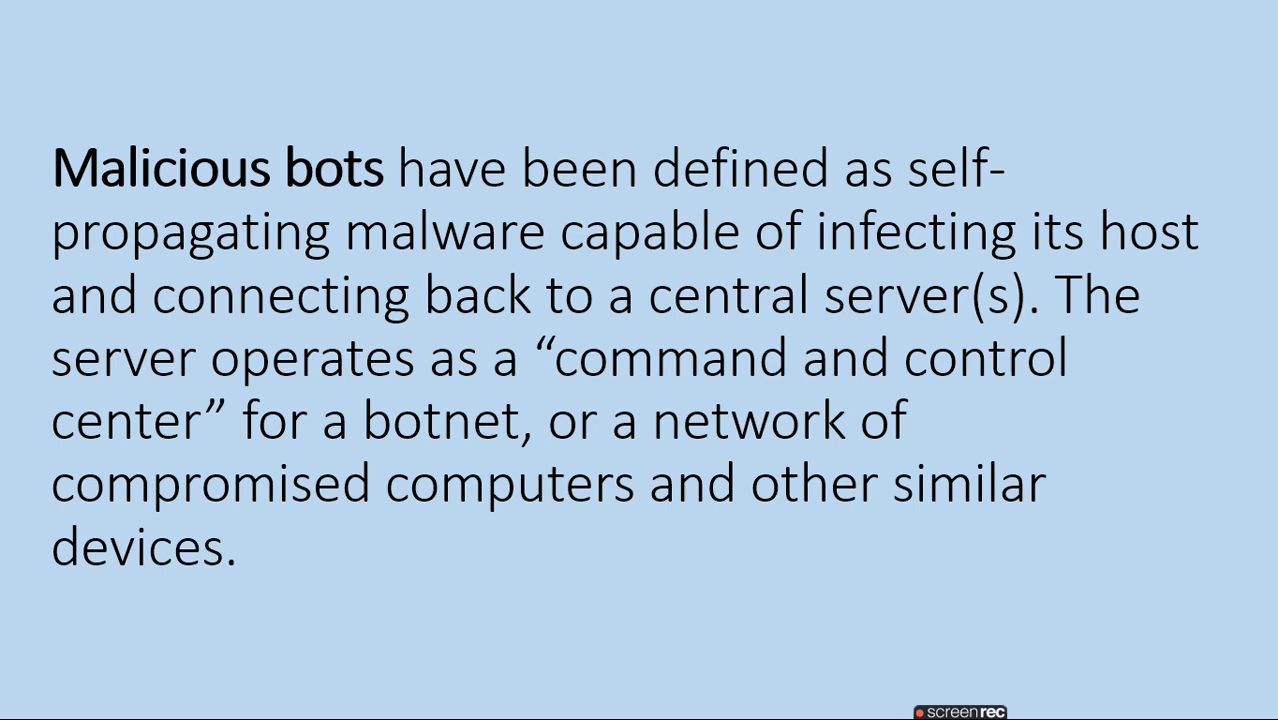 Malicious bots have been defined as self-
propagating malware capable of infecting its host
and connecting back to a central server(s). The
server operates as a “command and control
center” for a botnet, or a network of
compromised computers and other similar
devices.
screenrec